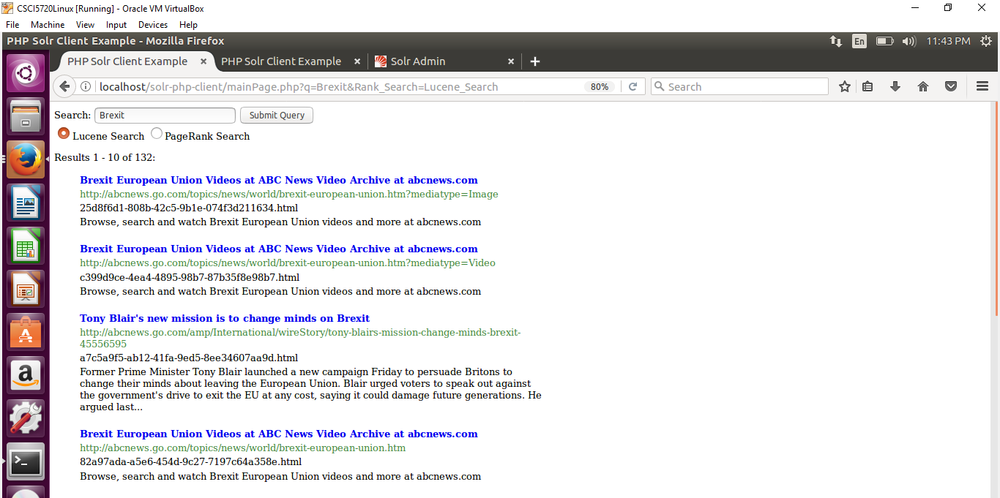 CSCI5720Linux [Running] - Oracle VM VirtualBox
File Machine View Input Devices Help
PHP Solr Client Example - Mozilla Firefox
En 11:43 PM
PHP Solr Client Example × PHP Solr Client Example × Solr Admin ×
localhost/solr-php-client/mainPage.php?q=Brexit&Rank_Search=Lucene_Search 80% Search
Search: Brexit Submit Query
Lucene Search PageRank Search
Results 1 - 10 of 132:
Brexit European Union Videos at ABC News Video Archive at abcnews.com
http://abcnews.go.com/topics/news/world/brexit-european-union.htm?mediatype=Image
25d8f6d1-808b-42c5-9b1e-074f3d211634.html
Browse, search and watch Brexit European Union videos and more at abcnews.com
Brexit European Union Videos at ABC News Video Archive at abcnews.com
http://abcnews.go.com/topics/news/world/brexit-european-union.htm?mediatype=Video
c399d9ce-4ea4-4895-98b7-87b35f8e98b7.html
Browse, search and watch Brexit European Union videos and more at abcnews.com
Tony Blair's new mission is to change minds on Brexit
http://abcnews.go.com/amp/International/wireStory/tony-blairs-mission-change-minds-brexit-
45556595
a7c5a9f5-ab12-41fa-9ed5-8ee34607aa9d.html
Former Prime Minister Tony Blair launched a new campaign Friday to persuade Britons to
change their minds about leaving the European Union. Blair urged voters to speak out against
the government's drive to exit the EU at any cost, saying it could damage future generations. He
argued last...
Brexit European Union Videos at ABC News Video Archive at abcnews.com
http://abcnews.go.com/topics/news/world/brexit-european-union.htm
82a97ada-a5e6-454d-9c27-7197c64a358e.html
Browse, search and watch Brexit European Union videos and more at abcnews.com